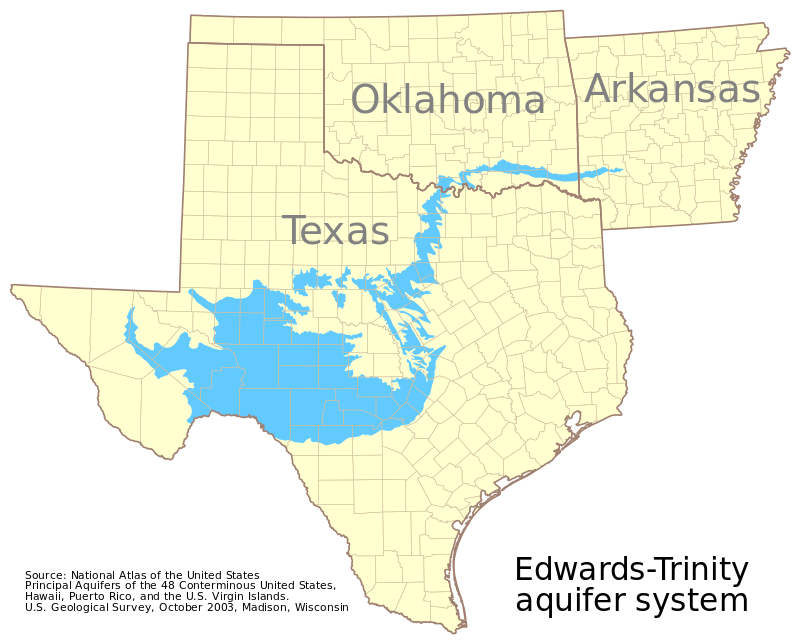 Oklahoma
Arkansas
Texas
Edwards-Trinity
aquifer system
Source: National Atlas of the United States
Principal Aquifers of the 48 Conterminous United States,
Hawaii, Puerto Rico, and the U.S. Virgin Islands.
U.S. Geological Survey, October 2003, Madison, Wisconsin